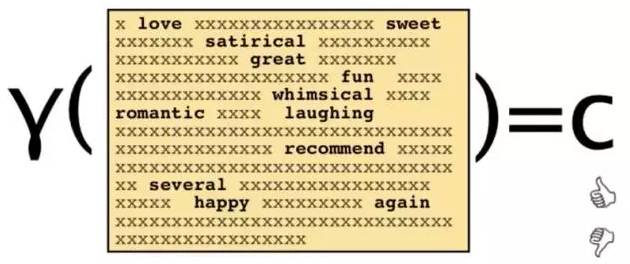 x love xxxxxxxxxxxxxxxx sweet
xxxxxxx satirical xxxxxxxxxx
xxxxxxxxxxx great xxxxxxx
xxxxxxxxxxxxxxxxxxx fun xxxx
xxxxxxxxxxxxx whimsical xxxx
romantic xxxx laughing
xxxxxxxxxxxxxxxxxxxxxxxxxxxxxx
xxxxxxxxxxxxxx recommend xxxxx
xxxxxxxxxxxxxxxxxxxxxxxxxxxxxx
xx several xxxxxxxxxxxxxxxxx
xxxxx happy xxxxxxxxx again
xxxxxxxxxxxxxxxxxxxxxxxxxxxxxx
xxxxxxxxxxxxxxxxx
γ( )=c